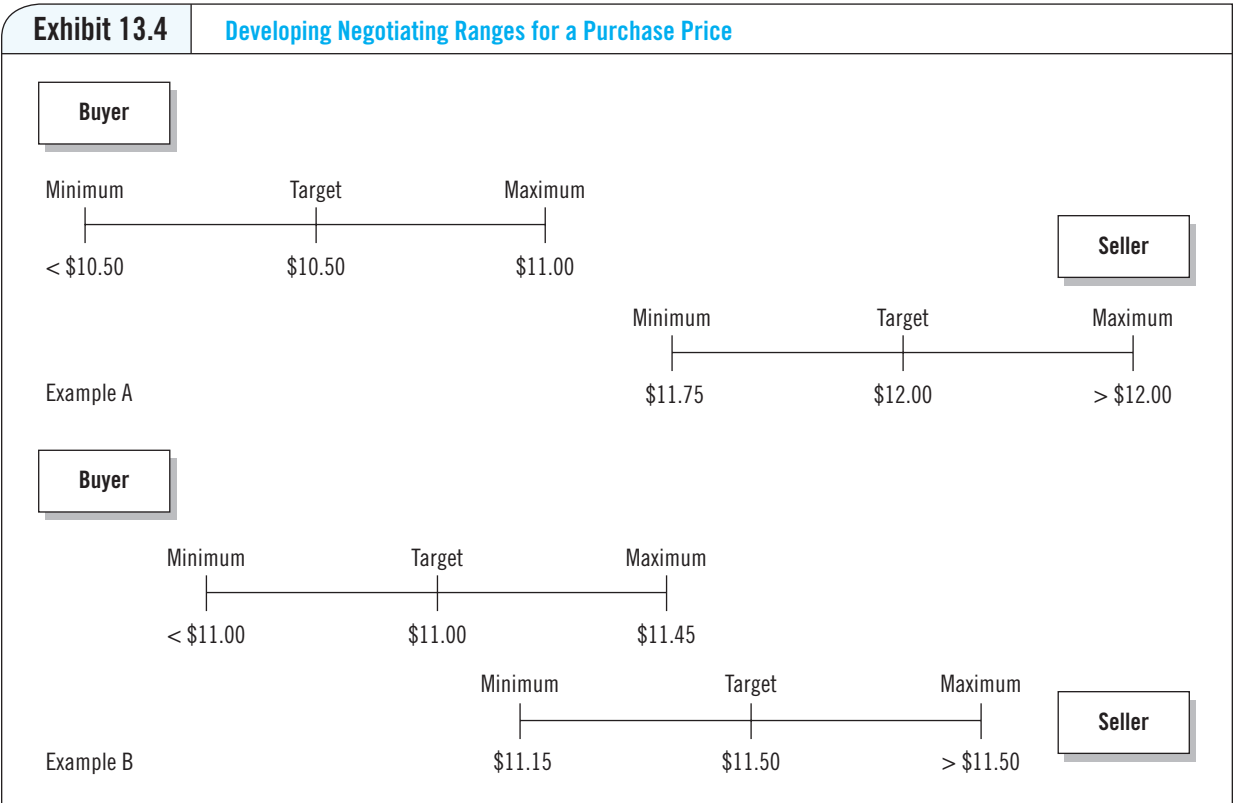 Exhibit 13.4 Developing Negotiating Ranges for a Purchase Price
Buyer
Minimum Target Maximum
< $10.50 $10.50 $11.00
Seller
Minimum Target Maximum
Example A
$11.75 $12.00 > $12.00
Buyer
Minimum Target Maximum
< $11.00 $11.00 $11.45
Minimum Target Maximum
Seller
Example B $11.15 $11.50 > $11.50